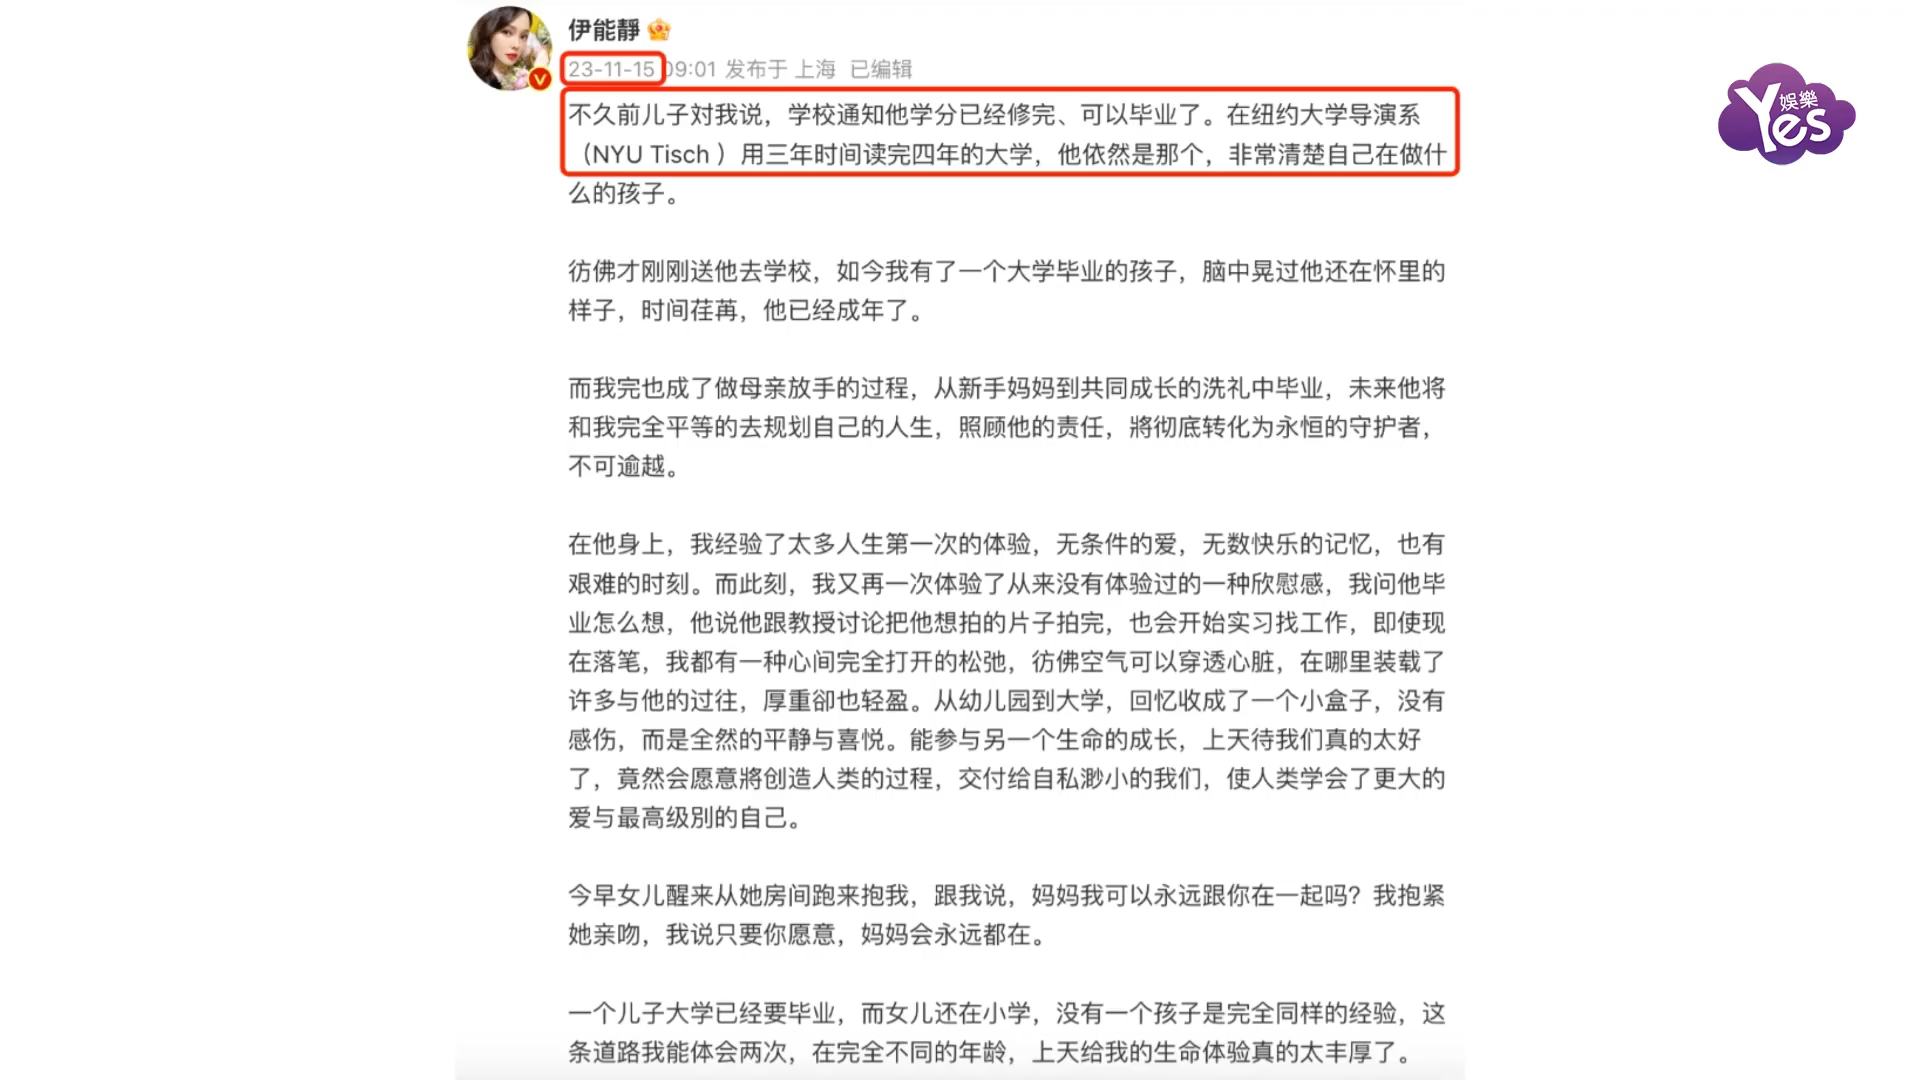 伊能靜
23-11-15 09:01 发布于 上海 已编辑
不久前儿子对我说，学校通知他学分已经修完、可以毕业了。在纽约大学导演系
（NYU Tisch ）用三年时间读完四年的大学，他依然是那个，非常清楚自己在做什
么的孩子。
彷佛才刚刚送他去学校，如今我有了一个大学毕业的孩子，脑中晃过他还在怀里的
样子，时间荏苒，他已经成年了。
而我完也成了做母亲放手的过程，从新手妈妈到共同成长的洗礼中毕业，未来他将
和我完全平等的去规划自己的人生，照顾他的责任，將彻底转化为永恒的守护者，
不可逾越。
在他身上，我经验了太多人生第一次的体验，无条件的爱，无数快乐的记忆，也有
艰难的时刻。而此刻，我又再一次体验了从来没有体验过的一种欣慰感，我问他毕
业怎么想，他说他跟教授讨论把他想拍的片子拍完，也会开始实习找工作，即使现
在落笔，我都有一种心间完全打开的松弛，彷佛空气可以穿透心脏，在哪里装载了
许多与他的过往，厚重卻也轻盈。从幼儿园到大学，回忆收成了一个小盒子，没有
感伤，而是全然的平静与喜悦。能参与另一个生命的成长，上天待我们真的太好
了，竟然会愿意將创造人类的过程，交付给自私渺小的我们，使人类学会了更大的
爱与最高级別的自己。
今早女儿醒来从她房间跑来抱我，跟我说，妈妈我可以永远跟你在一起吗？我抱紧
她亲吻，我说只要你愿意，妈妈会永远都在。
一个儿子大学已经要毕业，而女儿还在小学，没有一个孩子是完全同样的经验，这
条道路我能体会两次，在完全不同的年龄，上天给我的生命体验真的太丰厚了。
Yes 娛樂